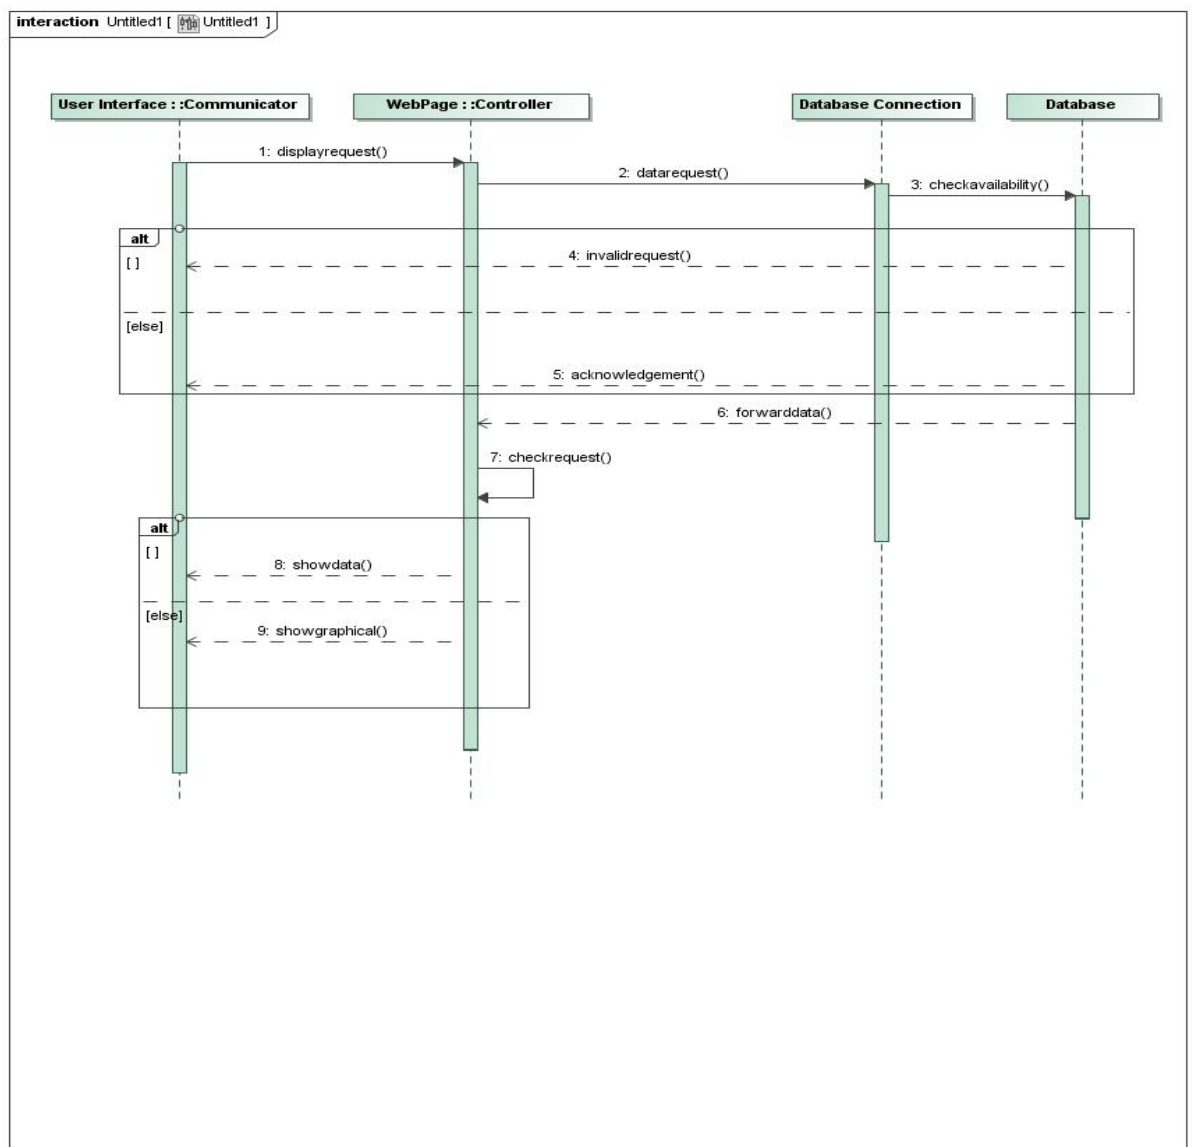 interaction Untitled1 [ Untitled1 ]
User Interface : :Communicator
WebPage : :Controller
Database Connection
Database
1: displayrequest()
2: datarequest()
3: checkavailability()
alt
[ ]
4: invalidrequest()
[else]
5: acknowledgement()
6: forwarddata()
7: checkrequest()
alt
[ ]
8: showdata()
[else]
9: showgraphical()